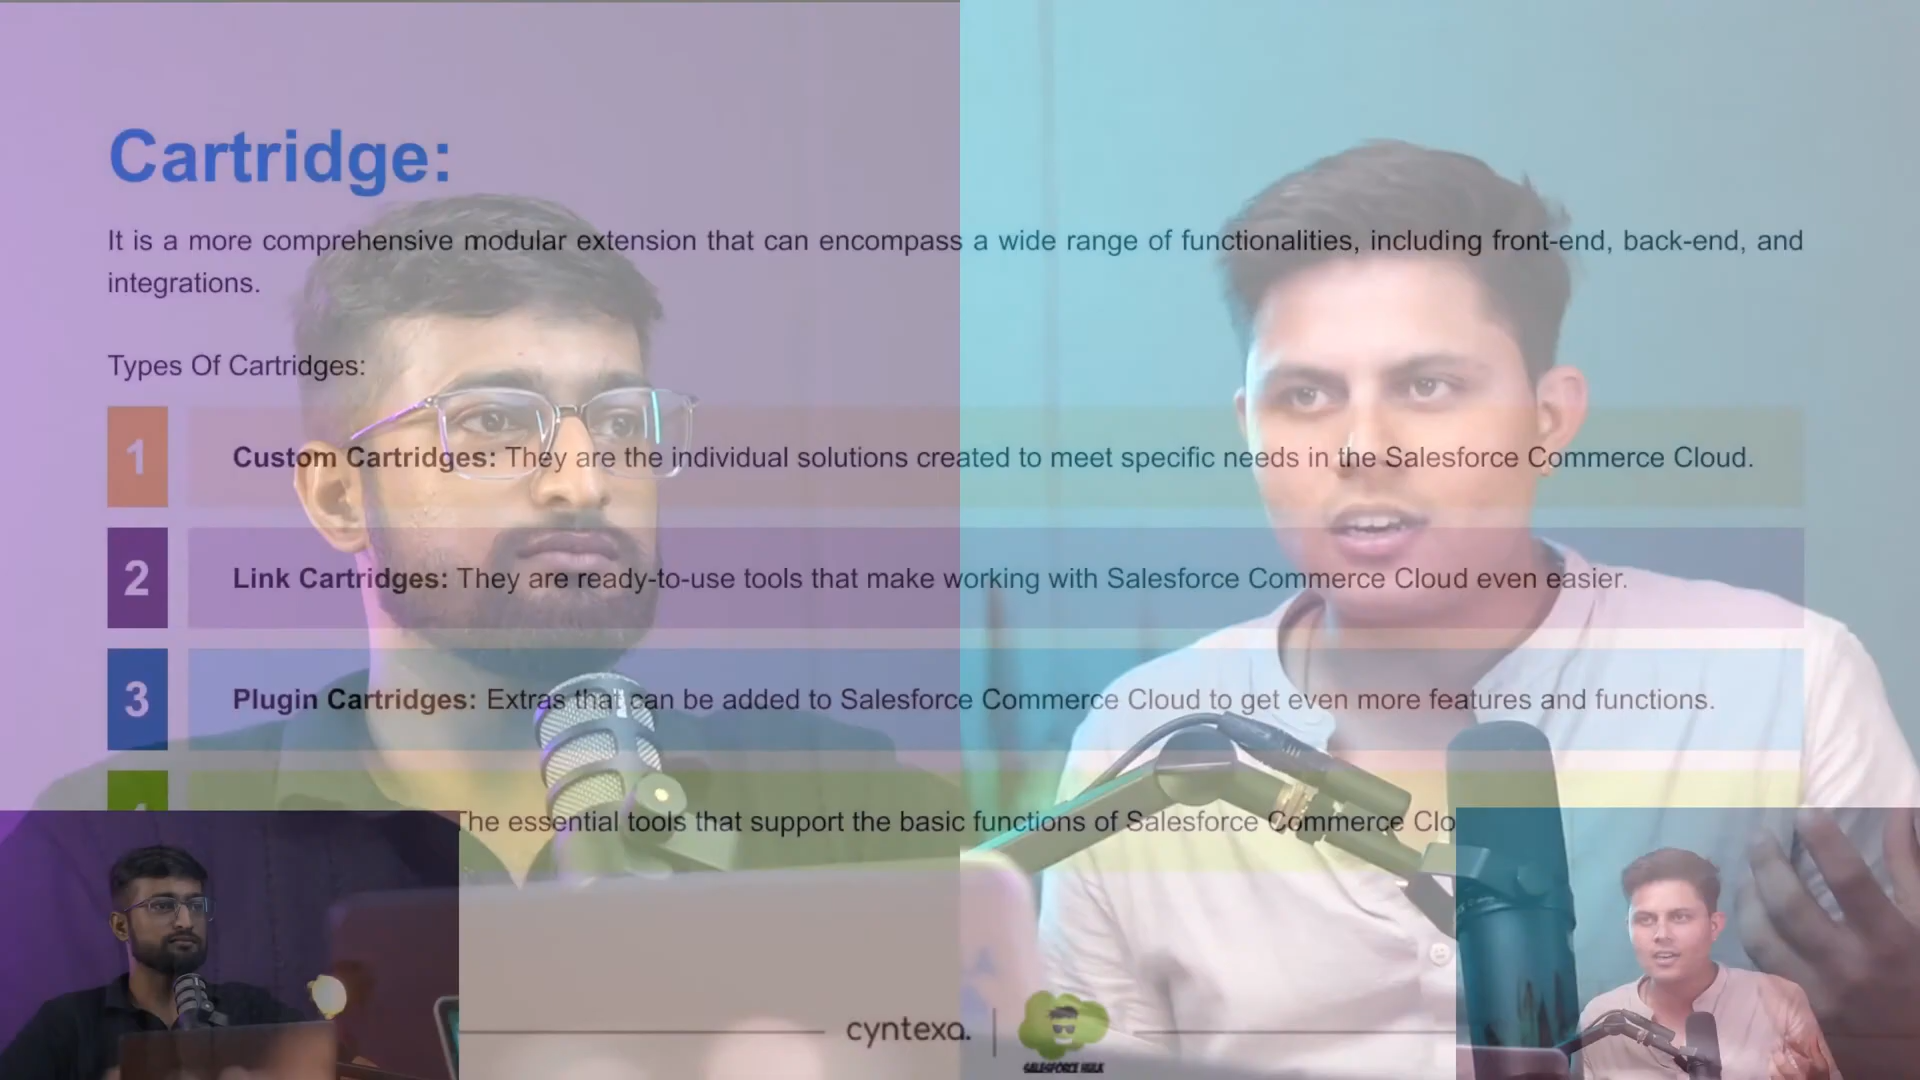 Cartridge:
It is a more comprehensive modular extension that can encompass a wide range of functionalities, including front-end, back-end, and
integrations.
Types Of Cartridges:
1
Custom Cartridges: They are the individual solutions created to meet specific needs in the Salesforce Commerce Cloud.
2
Link Cartridges: They are ready-to-use tools that make working with Salesforce Commerce Cloud even easier.
3
Plugin Cartridges: Extras that can be added to Salesforce Commerce Cloud to get even more features and functions.
The essential tools that support the basic functions of Salesforce Commerce Clo
cyntexa.
SALESFORCE HULK